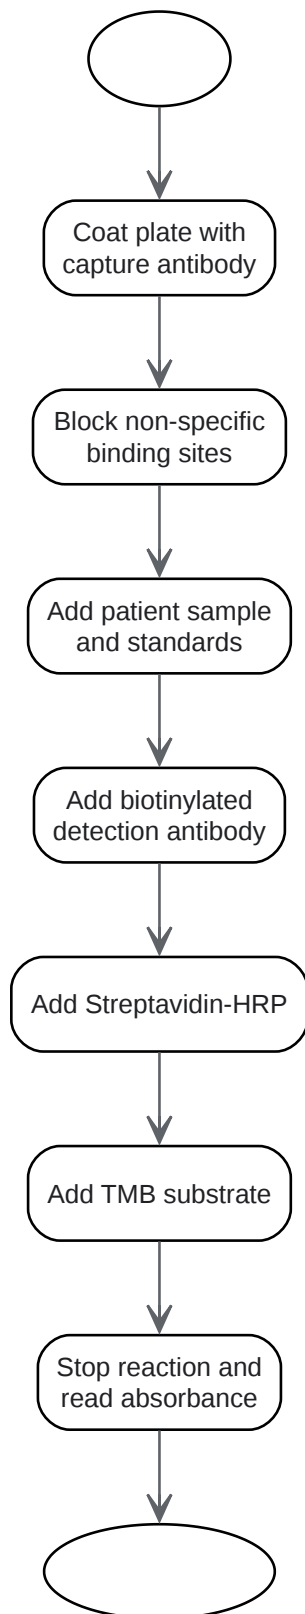 Coat plate with
capture antibody
Block non-specific
binding sites
Add patient sample
and standards
Add biotinylated
detection antibody
Add Streptavidin-HRP
Add TMB substrate
Stop reaction and
read absorbance